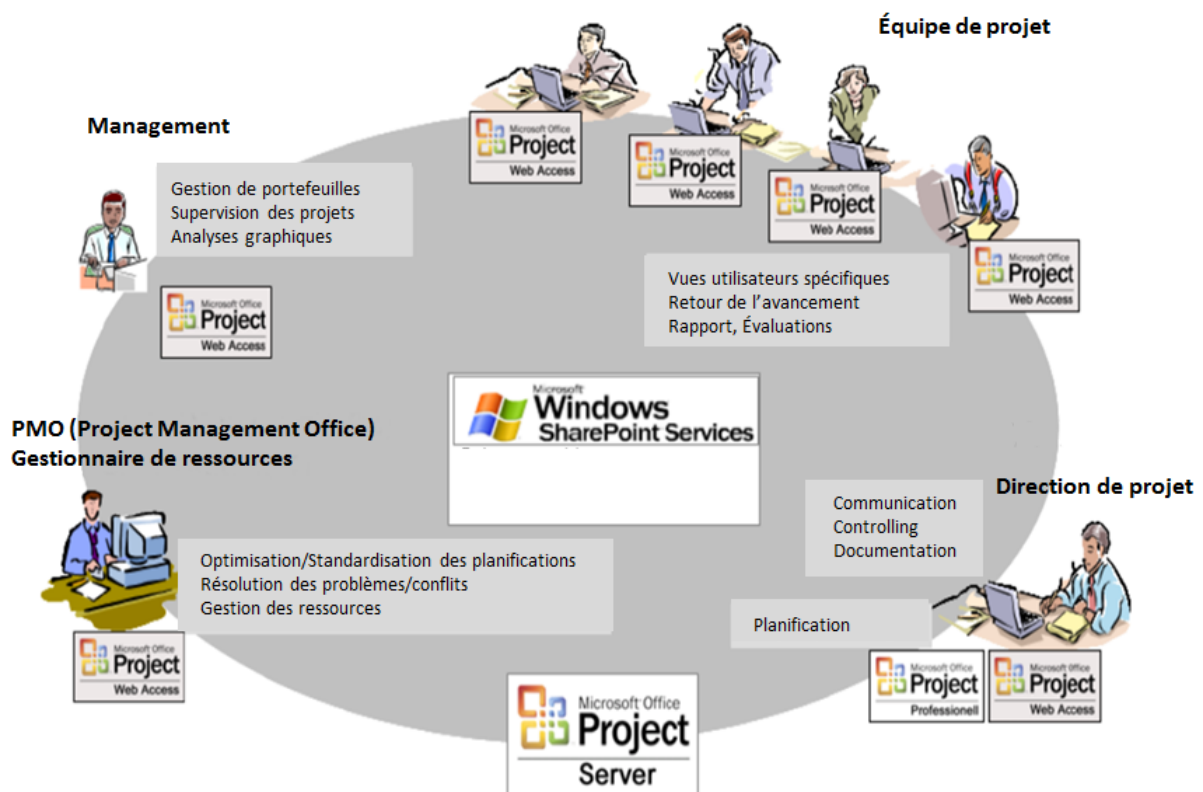 Équipe de projet
Microsoft Office
Project
Web Access
Microsoft Office
Project
Web Access
Microsoft Office
Project
Web Access
Microsoft Office
Project
Web Access
Management
Gestion de portefeuilles
Supervision des projets
Analyses graphiques
Microsoft Office
Project
Web Access
Vues utilisateurs spécifiques
Retour de l'avancement
Rapport, Évaluations
Microsoft
Windows
SharePoint Services
PMO (Project Management Office)
Gestionnaire de ressources
Optimisation/Standardisation des planifications
Résolution des problèmes/conflits
Gestion des ressources
Microsoft Office
Project
Web Access
Direction de projet
Communication
Controlling
Documentation
Planification
Microsoft Office
Project
Professionell
Microsoft Office
Project
Web Access
Microsoft Office
Project
Server